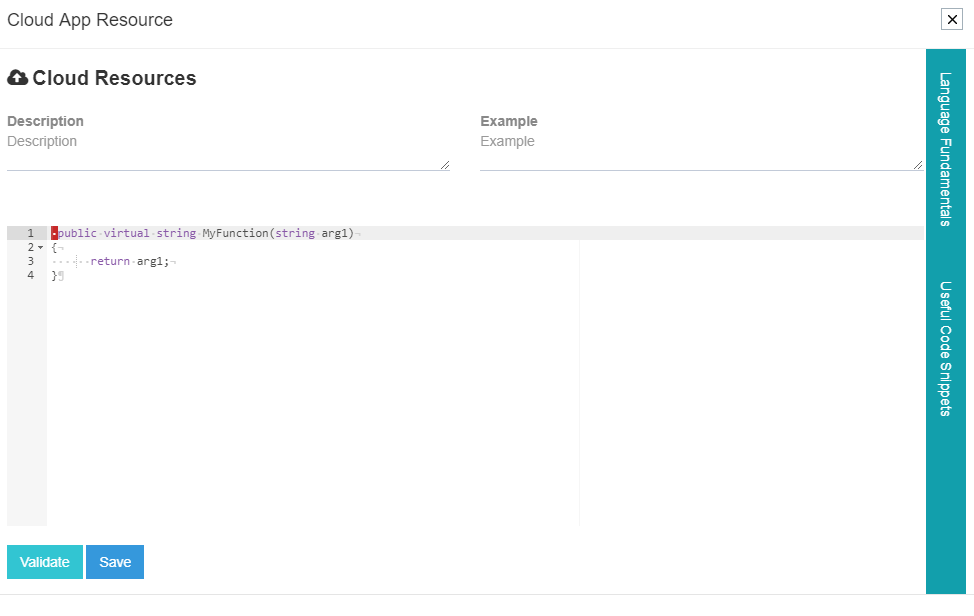 Cloud App Resource
Cloud Resources
Description
Description
Example
Example
1 public virtual string MyFunction(string arg1)
2 {
3 return arg1;
4 }
Validate
Save
Language Fundamentals
Useful Code Snippets